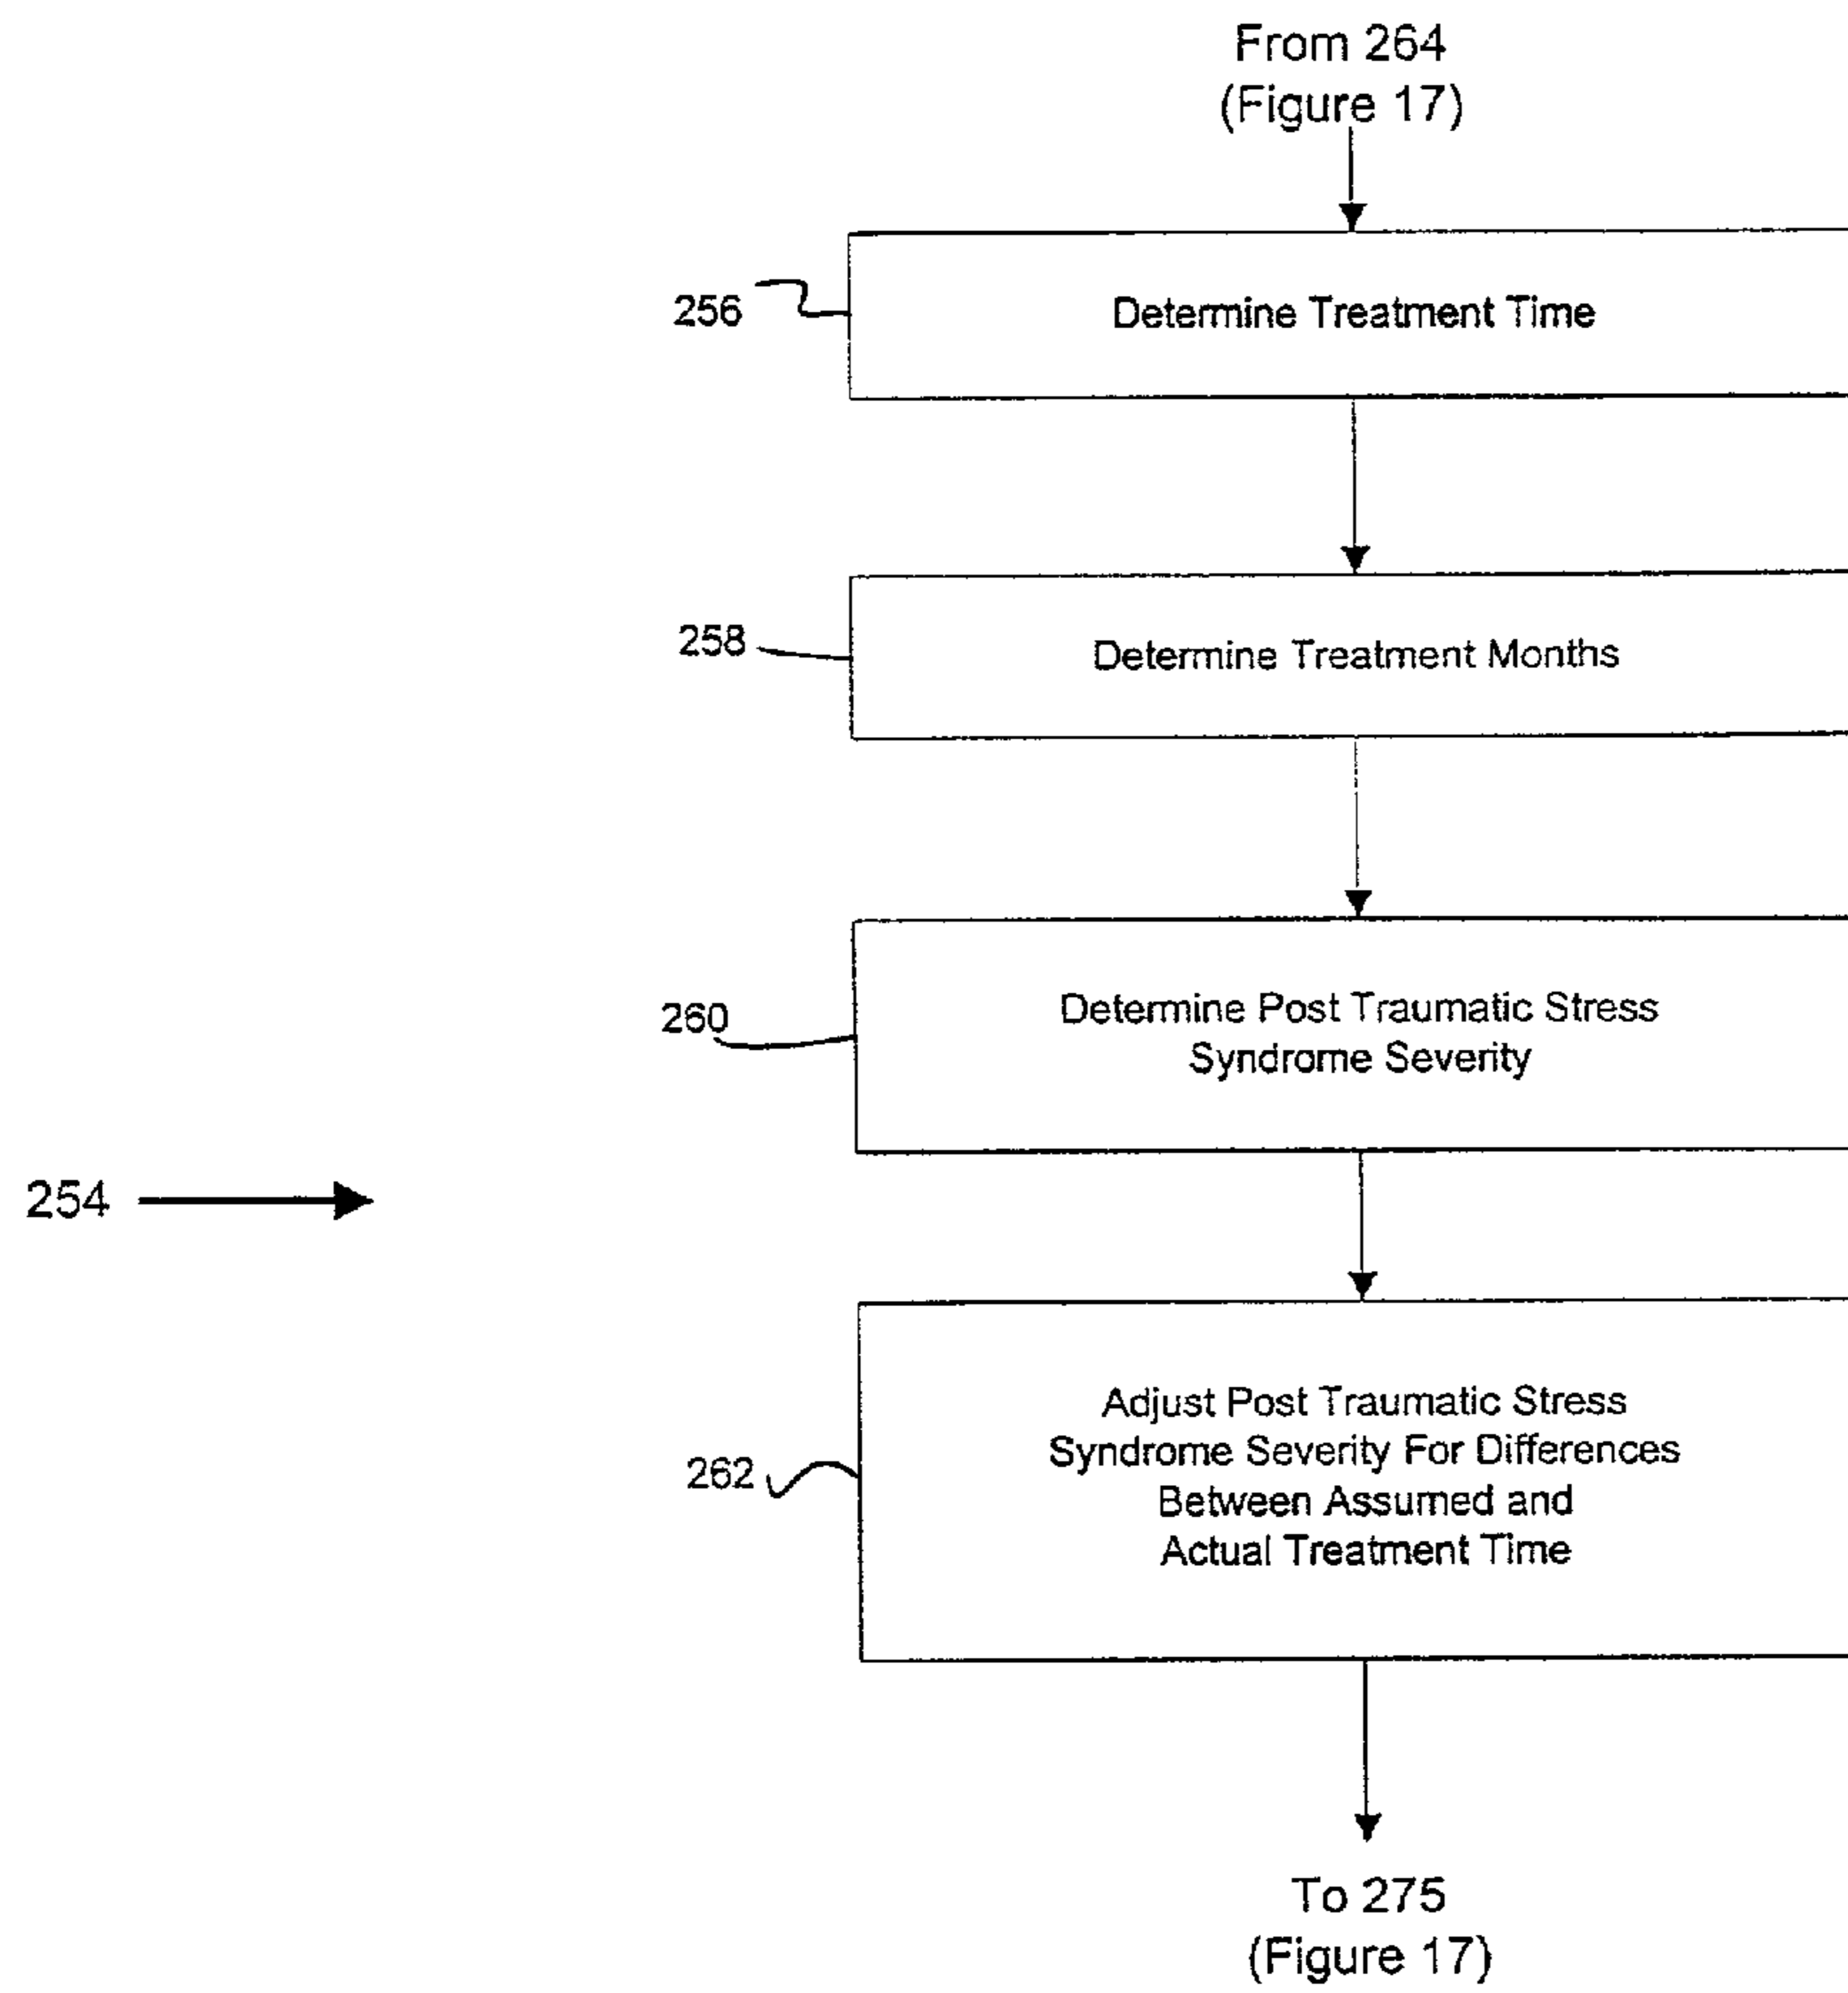 From 264
(Figure 17)
256
Determine Treatment Time
258
Determine Treatment Months
260
Determine Post Traumatic Stress
Syndrome Severity
254
262
Adjust Post Traumatic Stress
Syndrome Severity For Differences
Between Assumed and
Actual Treatment Time
To 275
(Figure 17)